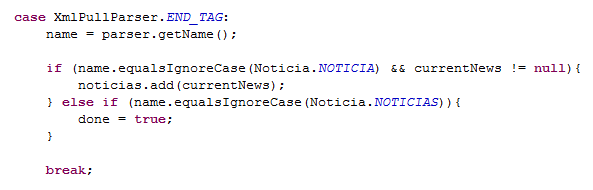 case XmlPullParser.END_TAG:
    name = parser.getName();

    if (name.equalsIgnoreCase(Noticia.NOTICIA) && currentNews != null){
        noticias.add(currentNews);
    } else if (name.equalsIgnoreCase(Noticia.NOTICIAS)){
        done = true;
    }

    break;